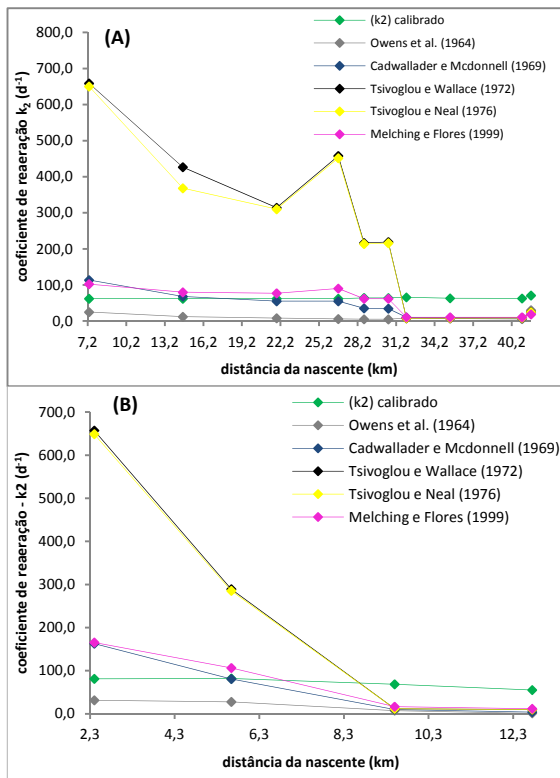 (A)
coeficiente de reaeração k₂ (d⁻¹)
800,0
700,0
600,0
500,0
400,0
300,0
200,0
100,0
0,0
(k2) calibrado
Owens et al. (1964)
Cadwallader e Mcdonnell (1969)
Tsivoglou e Wallace (1972)
Tsivoglou e Neal (1976)
Melching e Flores (1999)
7,2 10,2 13,2 16,2 19,2 22,2 25,2 28,2 31,2 34,2 37,2 40,2
distância da nascente (km)
(B)
coeficiente de reaeração - k2 (d⁻¹)
700,0
600,0
500,0
400,0
300,0
200,0
100,0
0,0
(k2) calibrado
Owens et al. (1964)
Cadwallader e Mcdonnell (1969)
Tsivoglou e Wallace (1972)
Tsivoglou e Neal (1976)
Melching e Flores (1999)
2,3 4,3 6,3 8,3 10,3 12,3
distância da nascente (km)